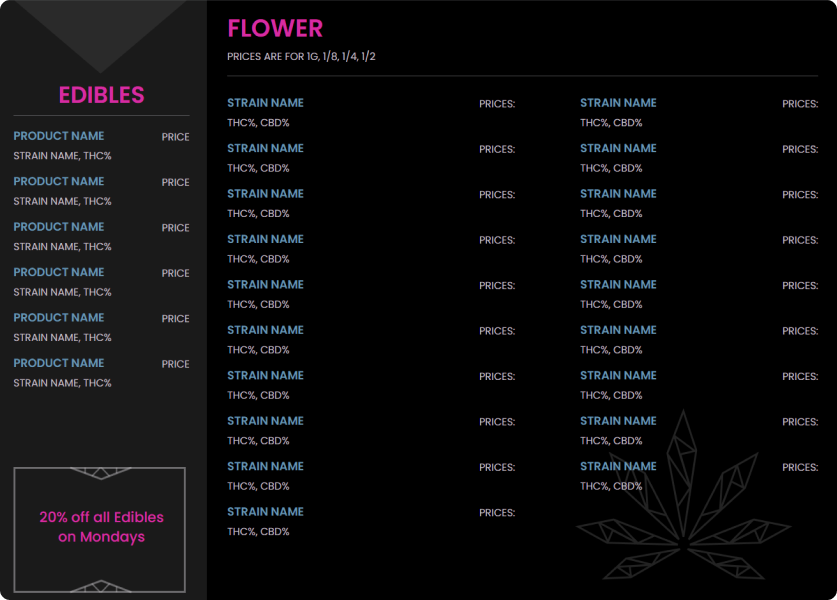 EDIBLES
PRODUCT NAME PRICE
STRAIN NAME, THC%
PRODUCT NAME PRICE
STRAIN NAME, THC%
PRODUCT NAME PRICE
STRAIN NAME, THC%
PRODUCT NAME PRICE
STRAIN NAME, THC%
PRODUCT NAME PRICE
STRAIN NAME, THC%
PRODUCT NAME PRICE
STRAIN NAME, THC%
20% off all Edibles
on Mondays
FLOWER
PRICES ARE FOR 1G, 1/8, 1/4, 1/2
STRAIN NAME PRICES:
THC%, CBD%
STRAIN NAME PRICES:
THC%, CBD%
STRAIN NAME PRICES:
THC%, CBD%
STRAIN NAME PRICES:
THC%, CBD%
STRAIN NAME PRICES:
THC%, CBD%
STRAIN NAME PRICES:
THC%, CBD%
STRAIN NAME PRICES:
THC%, CBD%
STRAIN NAME PRICES:
THC%, CBD%
STRAIN NAME PRICES:
THC%, CBD%
STRAIN NAME PRICES:
THC%, CBD%
STRAIN NAME PRICES:
THC%, CBD%
STRAIN NAME PRICES:
THC%, CBD%
STRAIN NAME PRICES:
THC%, CBD%
STRAIN NAME PRICES:
THC%, CBD%
STRAIN NAME PRICES:
THC%, CBD%
STRAIN NAME PRICES:
THC%, CBD%
STRAIN NAME PRICES:
THC%, CBD%
STRAIN NAME PRICES:
THC%, CBD%
STRAIN NAME PRICES:
THC%, CBD%